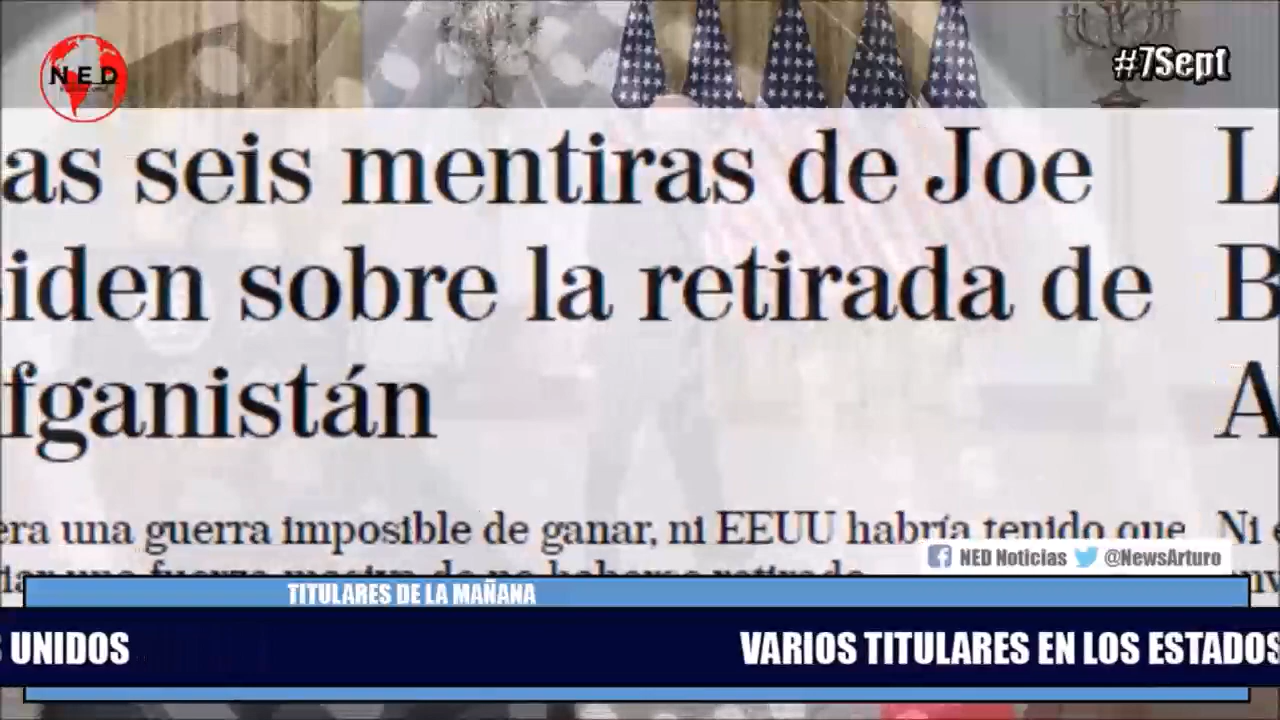 N.E.D
#7Sept
as seis mentiras de Joe L
iden sobre la retirada de B
fganistán A
era una guerra imposible de ganar, ni EEUU habría tenido que Ni
NED Noticias @NewsArturo
TITULARES DE LA MAÑANA
UNIDOS VARIOS TITULARES EN LOS ESTADOS